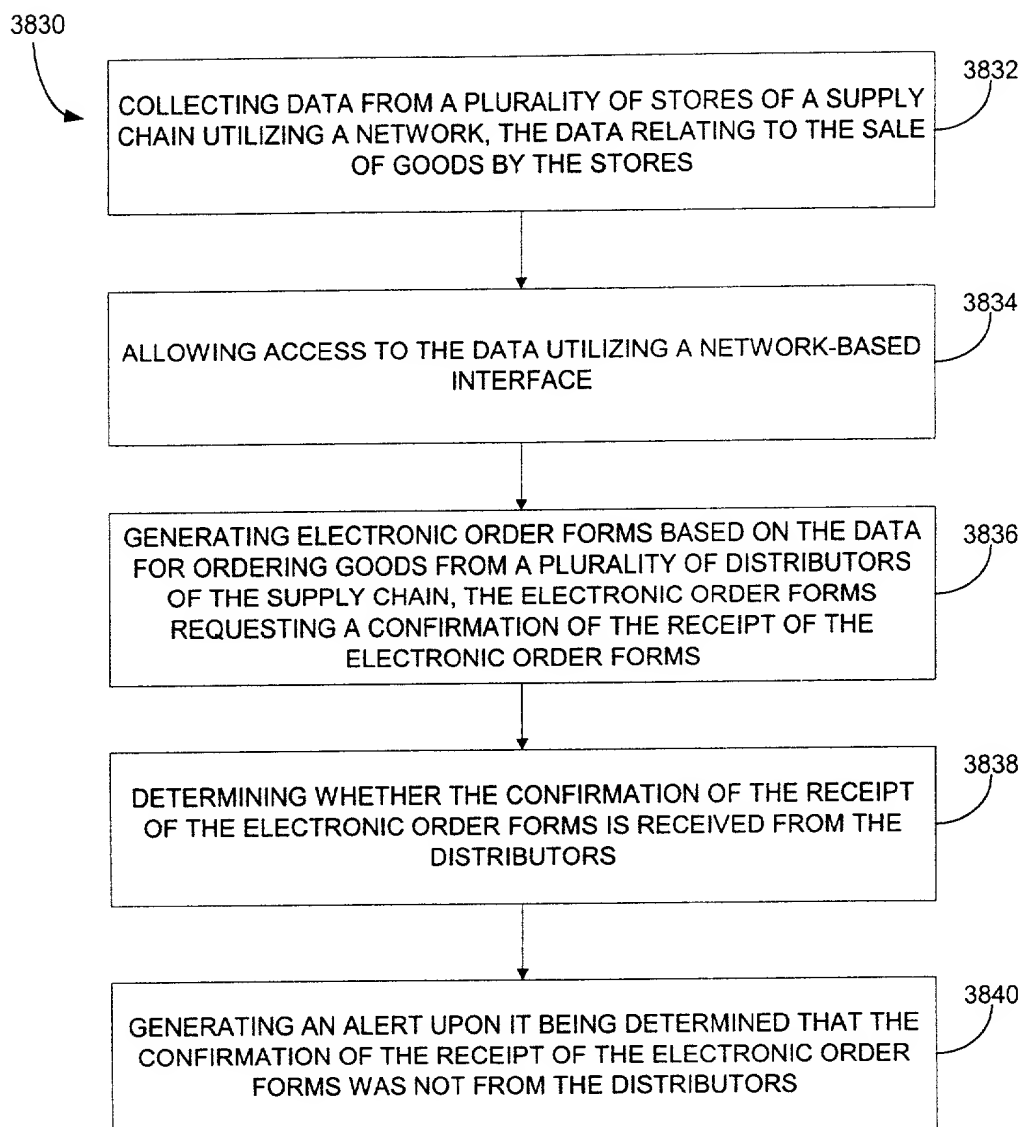 3830
3832
COLLECTING DATA FROM A PLURALITY OF STORES OF A SUPPLY
CHAIN UTILIZING A NETWORK, THE DATA RELATING TO THE SALE
OF GOODS BY THE STORES
3834
ALLOWING ACCESS TO THE DATA UTILIZING A NETWORK-BASED
INTERFACE
3836
GENERATING ELECTRONIC ORDER FORMS BASED ON THE DATA
FOR ORDERING GOODS FROM A PLURALITY OF DISTRIBUTORS
OF THE SUPPLY CHAIN, THE ELECTRONIC ORDER FORMS
REQUESTING A CONFIRMATION OF THE RECEIPT OF THE
ELECTRONIC ORDER FORMS
3838
DETERMINING WHETHER THE CONFIRMATION OF THE RECEIPT
OF THE ELECTRONIC ORDER FORMS IS RECEIVED FROM THE
DISTRIBUTORS
3840
GENERATING AN ALERT UPON IT BEING DETERMINED THAT THE
CONFIRMATION OF THE RECEIPT OF THE ELECTRONIC ORDER
FORMS WAS NOT FROM THE DISTRIBUTORS